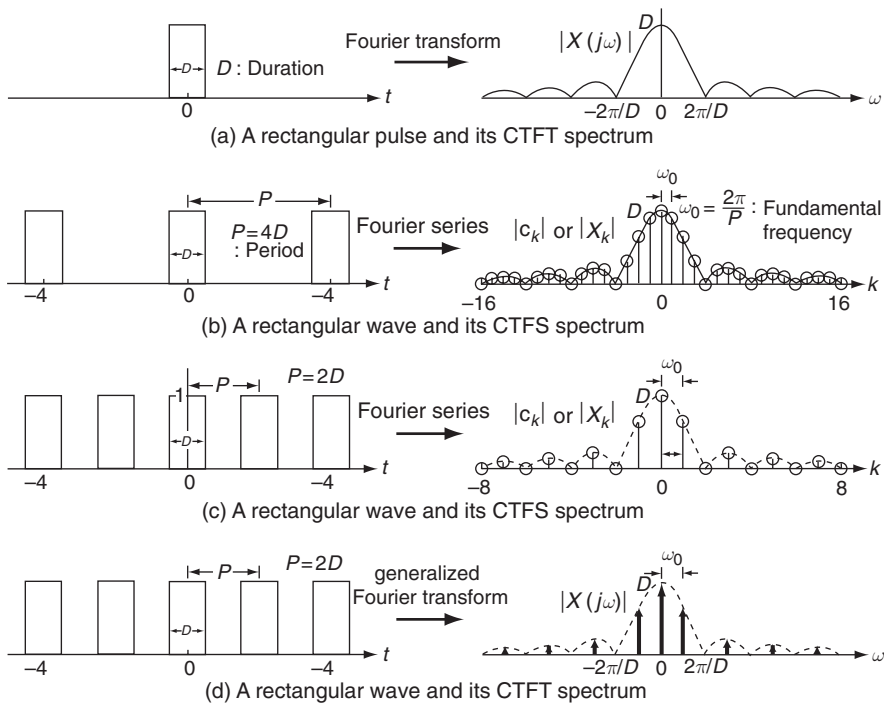 D
Fourier transform
|X(jω)|
D
D : Duration
0
t
−2π/D
0
2π/D
ω
(a) A rectangular pulse and its CTFT spectrum
P
ω0
D
P=4D
: Period
Fourier series
|ck| or |Xk|
D
ω0 = 2π/P : Fundamental
frequency
−4
0
−4
t
−16
0
16
k
(b) A rectangular wave and its CTFS spectrum
P
P=2D
ω0
1
D
Fourier series
|ck| or |Xk|
D
−4
0
−4
t
−8
0
8
k
(c) A rectangular wave and its CTFS spectrum
P
P=2D
ω0
D
generalized
Fourier transform
|X(jω)|
D
−4
0
−4
t
−2π/D
0
2π/D
ω
(d) A rectangular wave and its CTFT spectrum